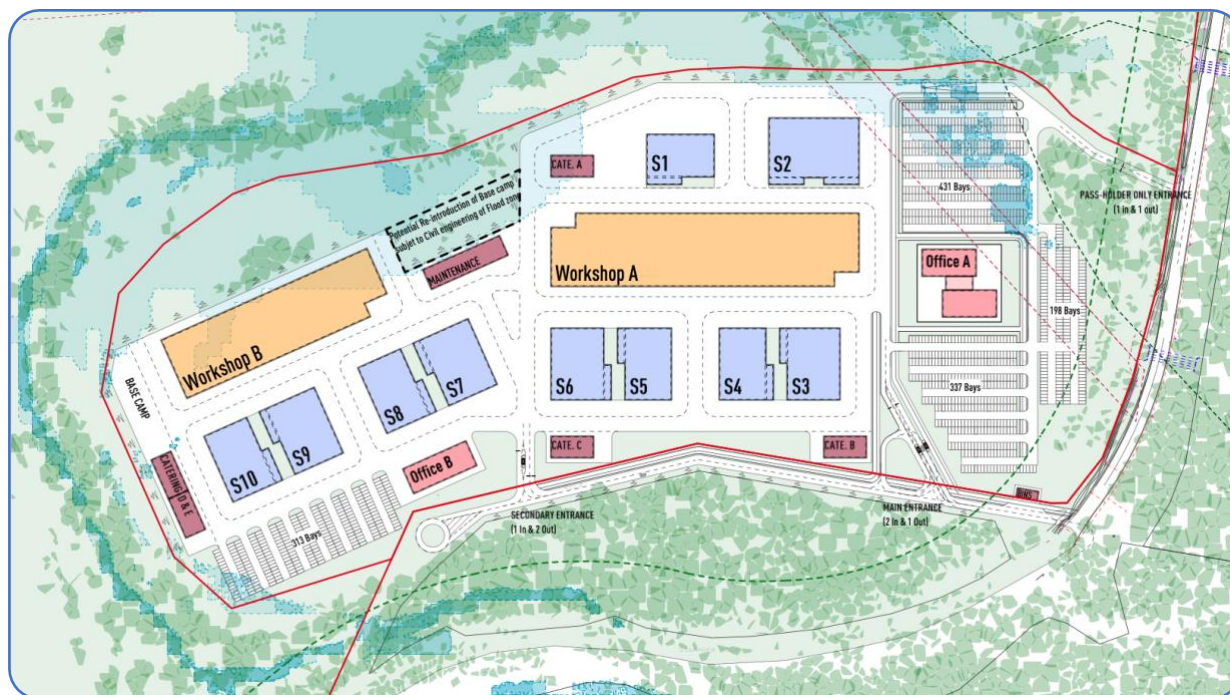 CATE. A
S1
S2
431 Bays
PASS-HOLDER ONLY ENTRANCE
(1 in & 1 out)
Potential Re-introduction of Base camp
subjet to Civil engineering of Flood zone
MAINTENANCE
Workshop A
Office A
198 Bays
Workshop B
BASE CAMP
S8
S7
S6
S5
S4
S3
337 Bays
S10
S9
CATERING D & E
Office B
CATE. C
CATE. B
313 Bays
SECONDARY ENTRANCE
(1 In & 2 Out)
MAIN ENTRANCE
(2 In & 1 Out)